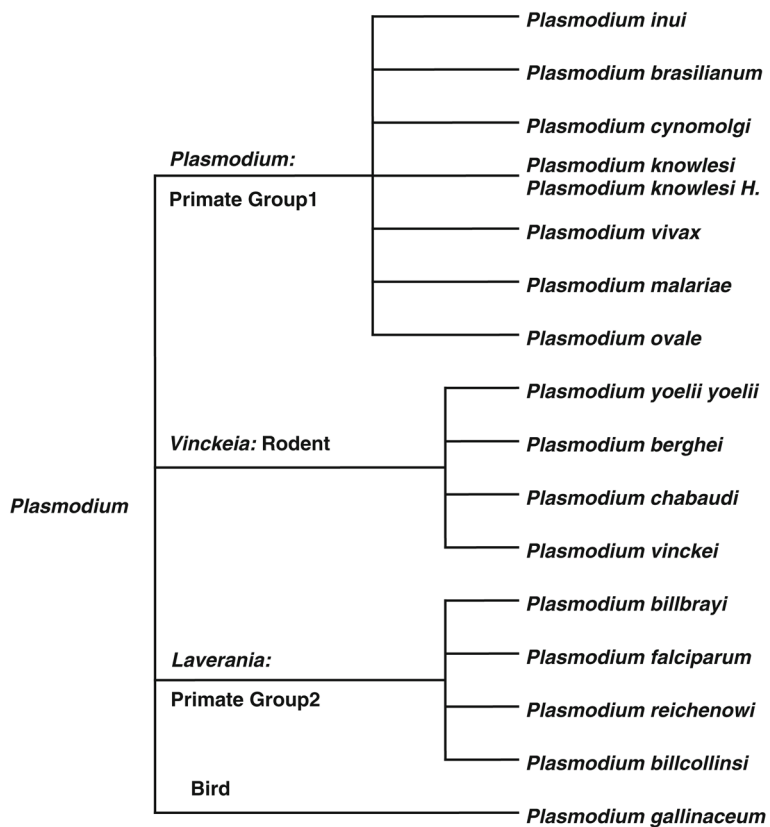 Plasmodium inui
Plasmodium brasilianum
Plasmodium cynomolgi
Plasmodium:
Primate Group1
Plasmodium knowlesi
Plasmodium knowlesi H.
Plasmodium vivax
Plasmodium malariae
Plasmodium ovale
Plasmodium yoelii yoelii
Vinckeia: Rodent
Plasmodium berghei
Plasmodium chabaudi
Plasmodium
Plasmodium vinckei
Plasmodium billbrayi
Laverania:
Primate Group2
Plasmodium falciparum
Plasmodium reichenowi
Plasmodium billcollinsi
Bird
Plasmodium gallinaceum